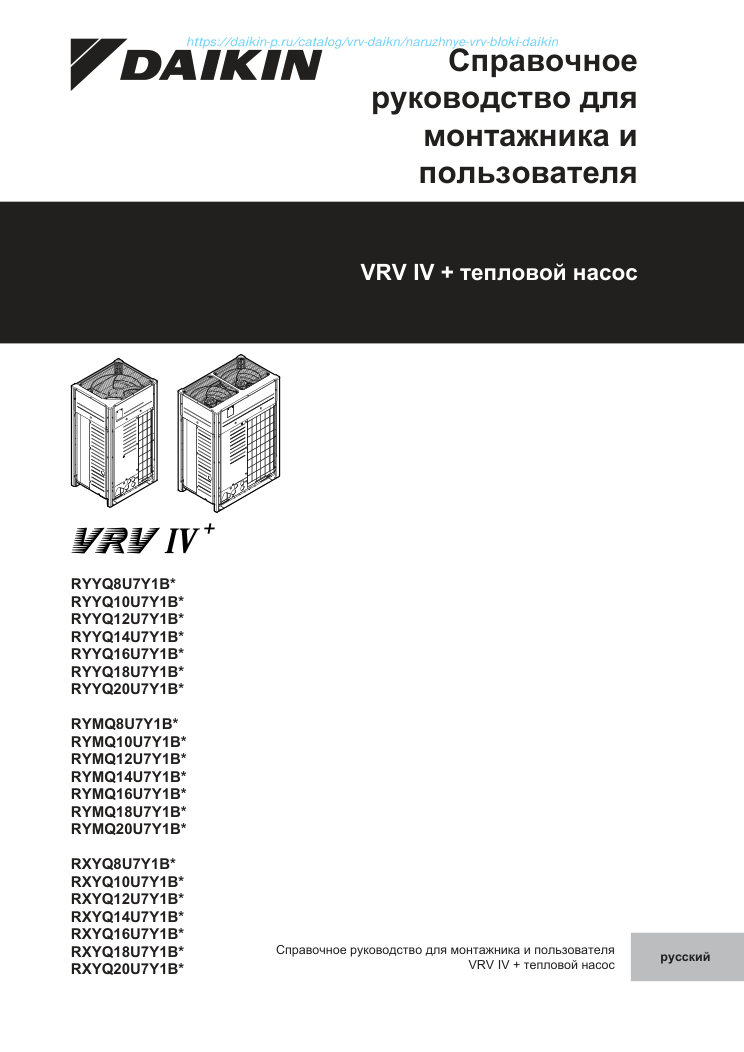 https://daikin-p.ru/catalog/vrv-daikn/naruzhnye-vrv-bloki-daikin
DAIKIN
Справочное
руководство для
монтажника и
пользователя
VRV IV + тепловой насос
VRV IV +
RYYQ8U7Y1B*
RYYQ10U7Y1B*
RYYQ12U7Y1B*
RYYQ14U7Y1B*
RYYQ16U7Y1B*
RYYQ18U7Y1B*
RYYQ20U7Y1B*
RYMQ8U7Y1B*
RYMQ10U7Y1B*
RYMQ12U7Y1B*
RYMQ14U7Y1B*
RYMQ16U7Y1B*
RYMQ18U7Y1B*
RYMQ20U7Y1B*
RXYQ8U7Y1B*
RXYQ10U7Y1B*
RXYQ12U7Y1B*
RXYQ14U7Y1B*
RXYQ16U7Y1B*
RXYQ18U7Y1B*
RXYQ20U7Y1B*
Справочное руководство для монтажника и пользователя
VRV IV + тепловой насос
русский